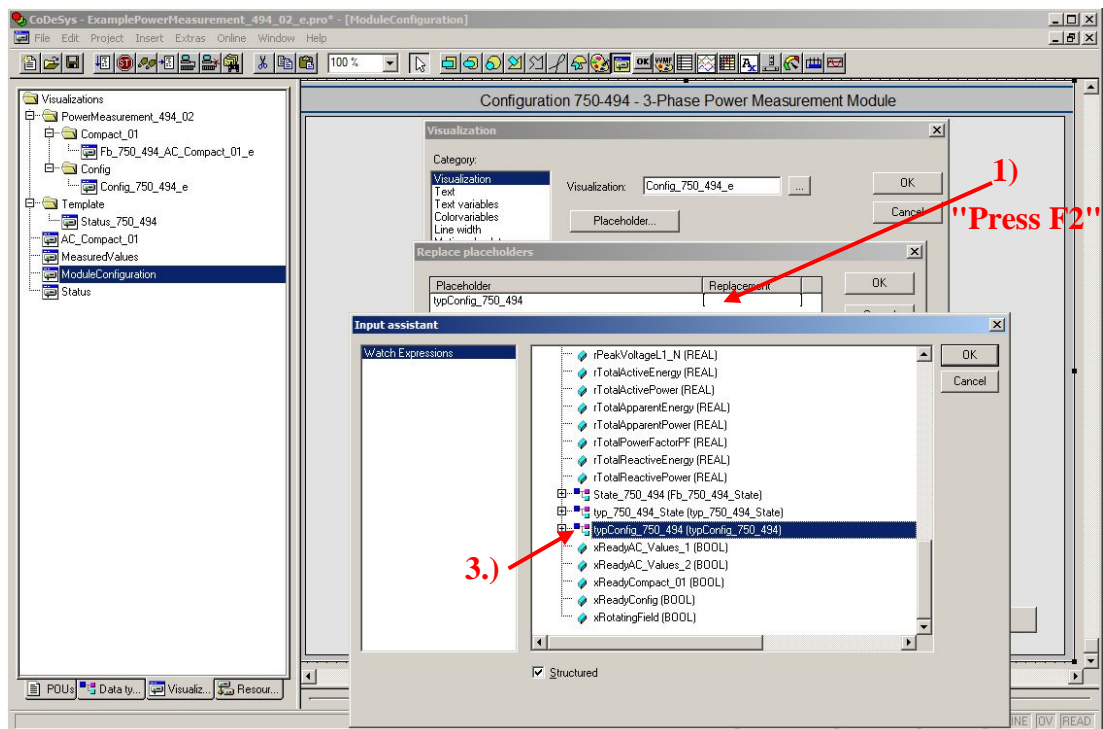 CoDeSys - ExamplePowerMeasurement_494_02_e.pro* - [ModuleConfiguration]
File Edit Project Insert Extras Online Window Help
100 %
Visualizations
PowerMeasurement_494_02
Compact_01
Fb_750_494_AC_Compact_01_e
Config
Config_750_494_e
Template
Status_750_494
AC_Compact_01
MeasuredValues
ModuleConfiguration
Status
POUs
Data ty...
Visualiz...
Resour...
Configuration 750-494 - 3-Phase Power Measurement Module
Visualization
Category:
Visualization
Text
Text variables
Colorvariables
Line width
Visualization:
Config_750_494_e
...
Placeholder...
OK
Cancel
1)
"Press F2"
Replace placeholders
Placeholder
Replacement
typConfig_750_494
OK
Input assistant
Watch Expressions
rPeakVoltageL1_N (REAL)
rTotalActiveEnergy (REAL)
rTotalActivePower (REAL)
rTotalApparentEnergy (REAL)
rTotalApparentPower (REAL)
rTotalPowerFactorPF (REAL)
rTotalReactiveEnergy (REAL)
rTotalReactivePower (REAL)
State_750_494 (Fb_750_494_State)
typ_750_494_State (typ_750_494_State)
typConfig_750_494 (typConfig_750_494)
xReadyAC_Values_1 (BOOL)
xReadyAC_Values_2 (BOOL)
xReadyCompact_01 (BOOL)
xReadyConfig (BOOL)
xRotatingField (BOOL)
3.)
OK
Cancel
Structured
OV
READ